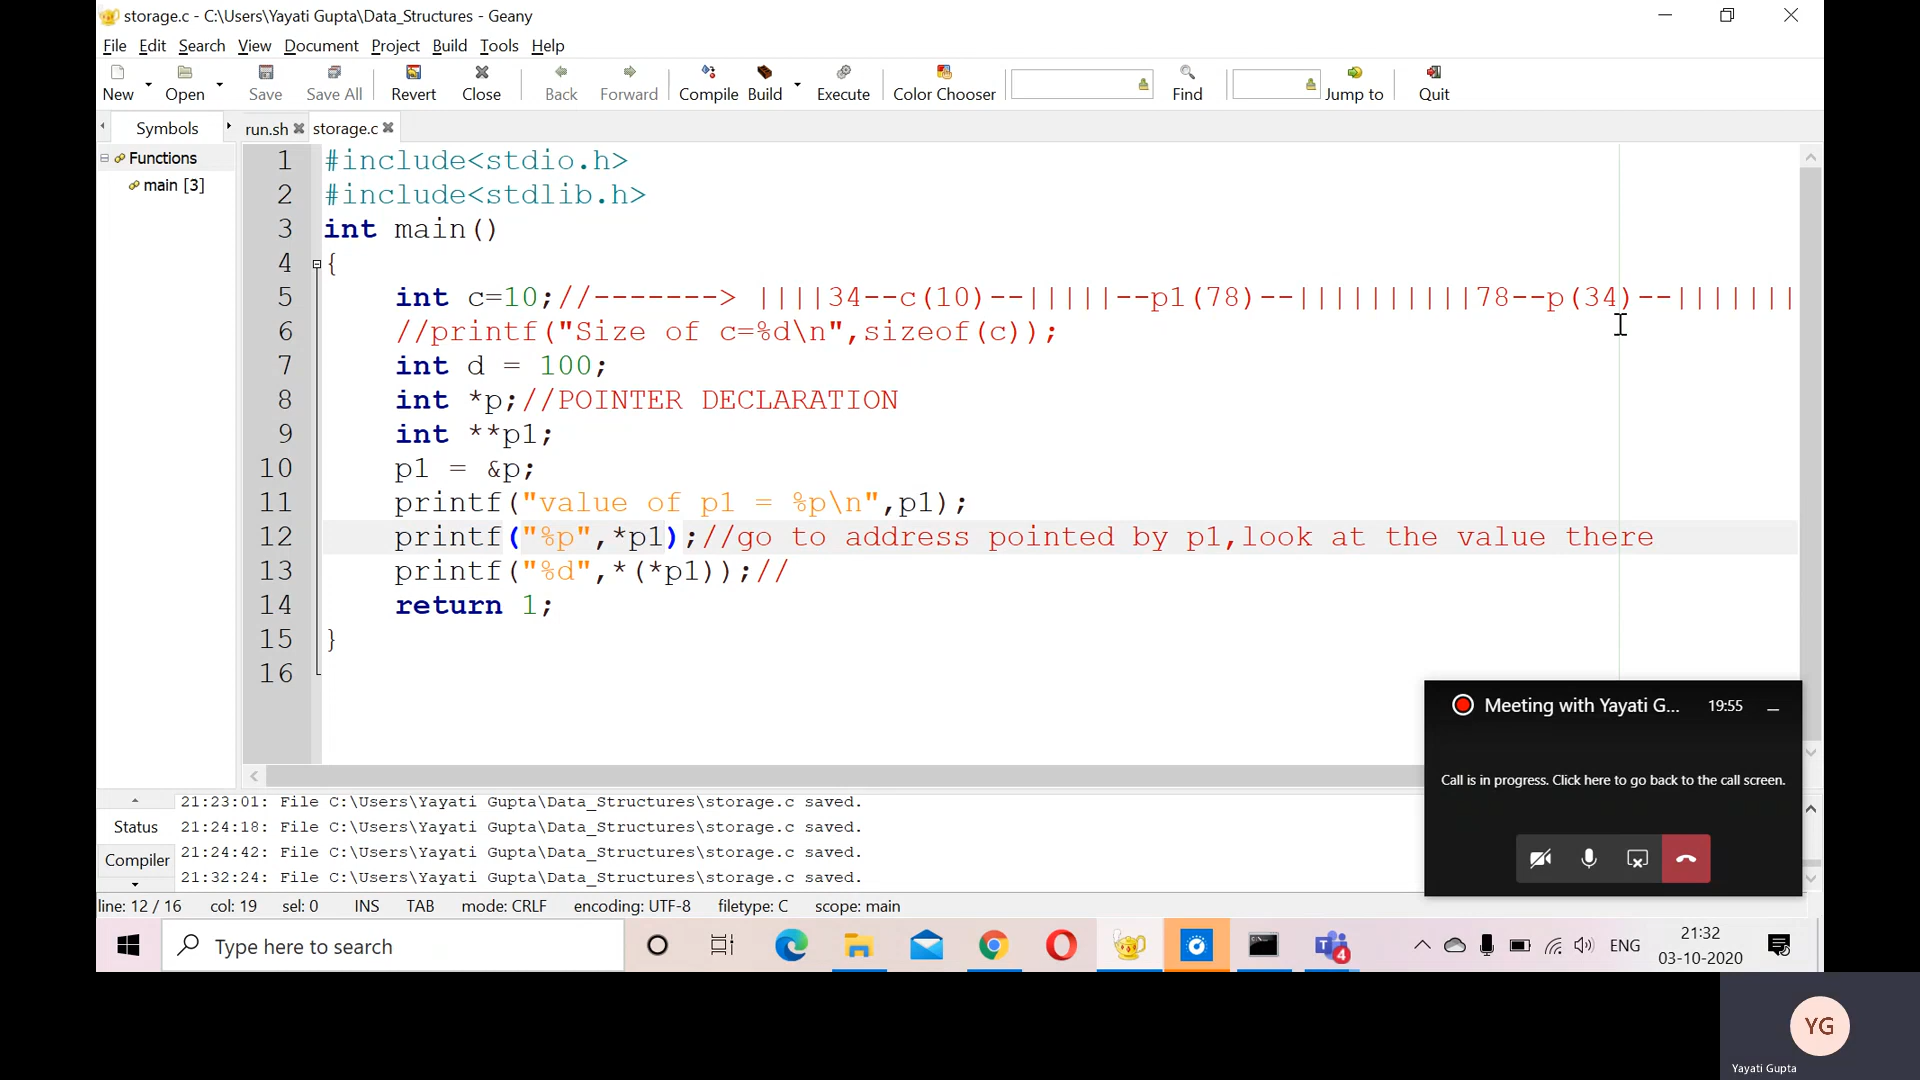 storage.c - C:\Users\Yayati Gupta\Data_Structures - Geany
File Edit Search View Document Project Build Tools Help
New Open Save Save All Revert Close Back Forward Compile Build Execute Color Chooser Find Jump to Quit
Symbols run.sh storage.c
Functions
main [3]
1 #include<stdio.h>
2 #include<stdlib.h>
3 int main()
4 {
5 int c=10;//-------> ||||34--c(10)--|||||--p1(78)--||||||||||78--p(34)--|||||||
6 //printf("Size of c=%d\n",sizeof(c));
7 int d = 100;
8 int *p;//POINTER DECLARATION
9 int **p1;
10 p1 = &p;
11 printf("value of p1 = %p\n",p1);
12 printf("%p",*p1);//go to address pointed by p1,look at the value there
13 printf("%d",*(*p1));//
14 return 1;
15 }
16
Meeting with Yayati G... 19:55
Call is in progress. Click here to go back to the call screen.
Status
Compiler
21:23:01: File C:\Users\Yayati Gupta\Data_Structures\storage.c saved.
21:24:18: File C:\Users\Yayati Gupta\Data_Structures\storage.c saved.
21:24:42: File C:\Users\Yayati Gupta\Data_Structures\storage.c saved.
21:32:24: File C:\Users\Yayati Gupta\Data_Structures\storage.c saved.
line: 12 / 16 col: 19 sel: 0 INS TAB mode: CRLF encoding: UTF-8 filetype: C scope: main
Type here to search
4
ENG
21:32
03-10-2020
YG
Yayati Gupta